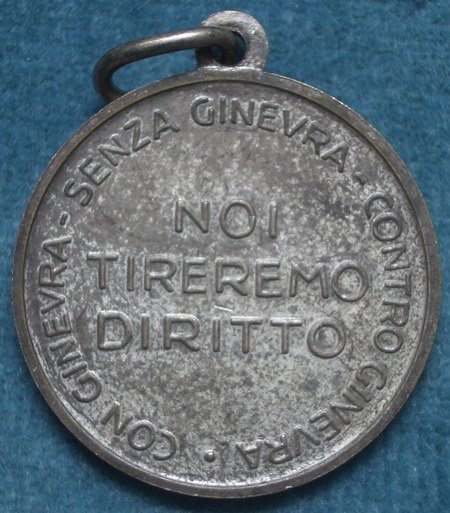 CON GINEVRA - SENZA GINEVRA - CONTRO GINEVRA ·
NOI
TIREREMO
DIRITTO